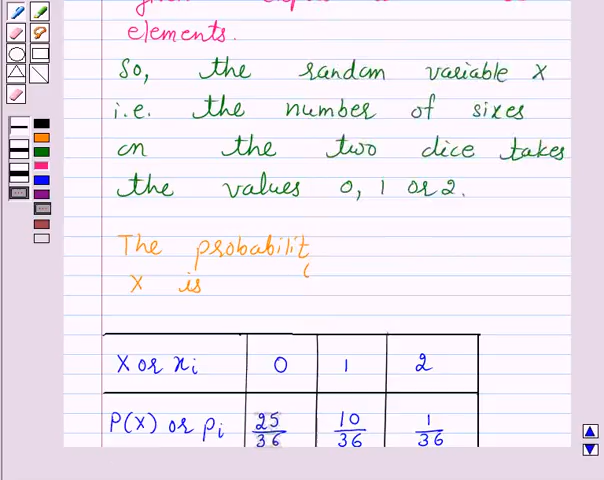 given
elements.
So, the random variable X
i.e. the number of sixes
on the two dice takes
the values 0, 1 or 2.
The probabilit
X is
X or xi 0 1 2
P(X) or pi 25/36 10/36 1/36